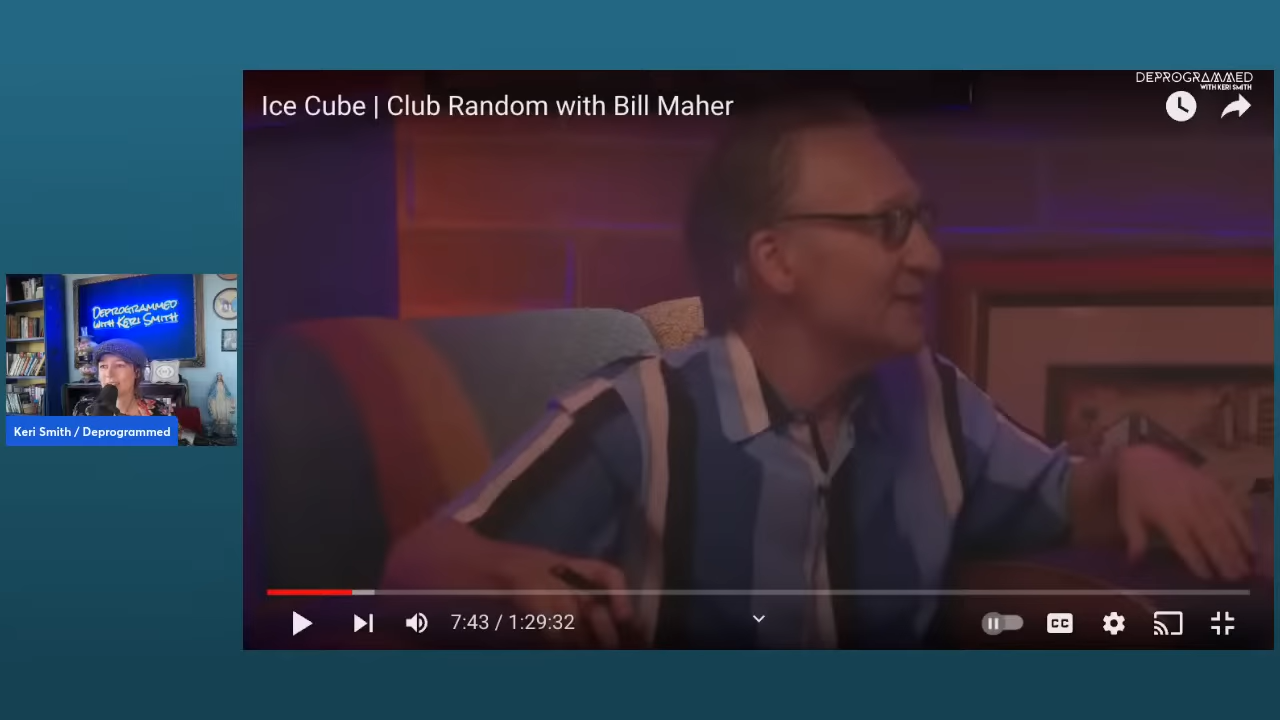 DEPROGRAMMED
WITH KERI SMITH
Ice Cube | Club Random with Bill Maher
DEPROGRAMMED
WITH KERI SMITH
Keri Smith / Deprogrammed
7:43 / 1:29:32
CC